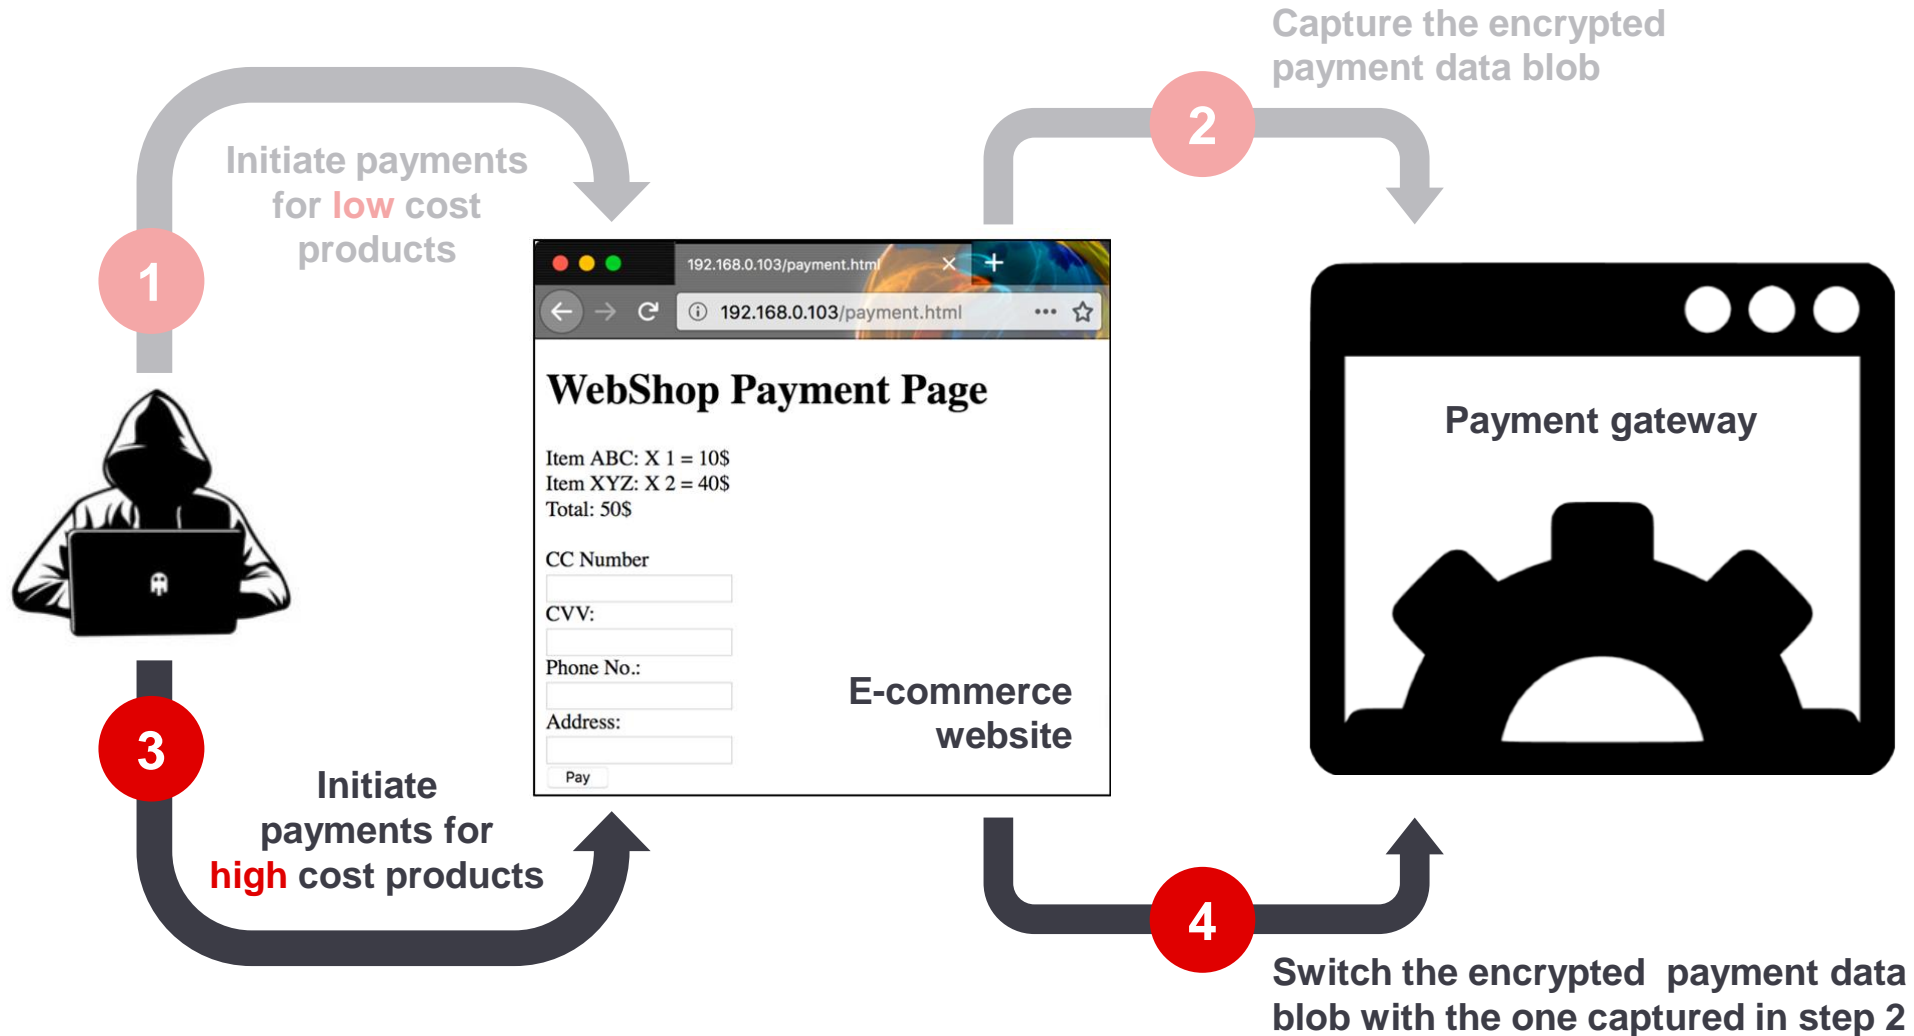 Capture the encrypted
payment data blob
2
Initiate payments
for low cost
products
1
192.168.0.103/payment.html
192.168.0.103/payment.html
WebShop Payment Page
Item ABC: X 1 = 10$
Item XYZ: X 2 = 40$
Total: 50$
CC Number
CVV:
Phone No.:
Address:
Pay
E-commerce
website
Payment gateway
3
Initiate
payments for
high cost products
4
Switch the encrypted  payment data
blob with the one captured in step 2